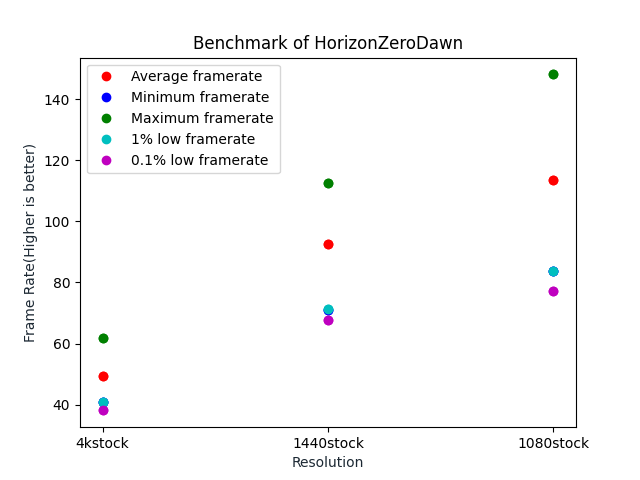 Benchmark of HorizonZeroDawn
Average framerate
Minimum framerate
Maximum framerate
1% low framerate
0.1% low framerate
Frame Rate(Higher is better)
140
120
100
80
60
40
4kstock
1440stock
1080stock
Resolution